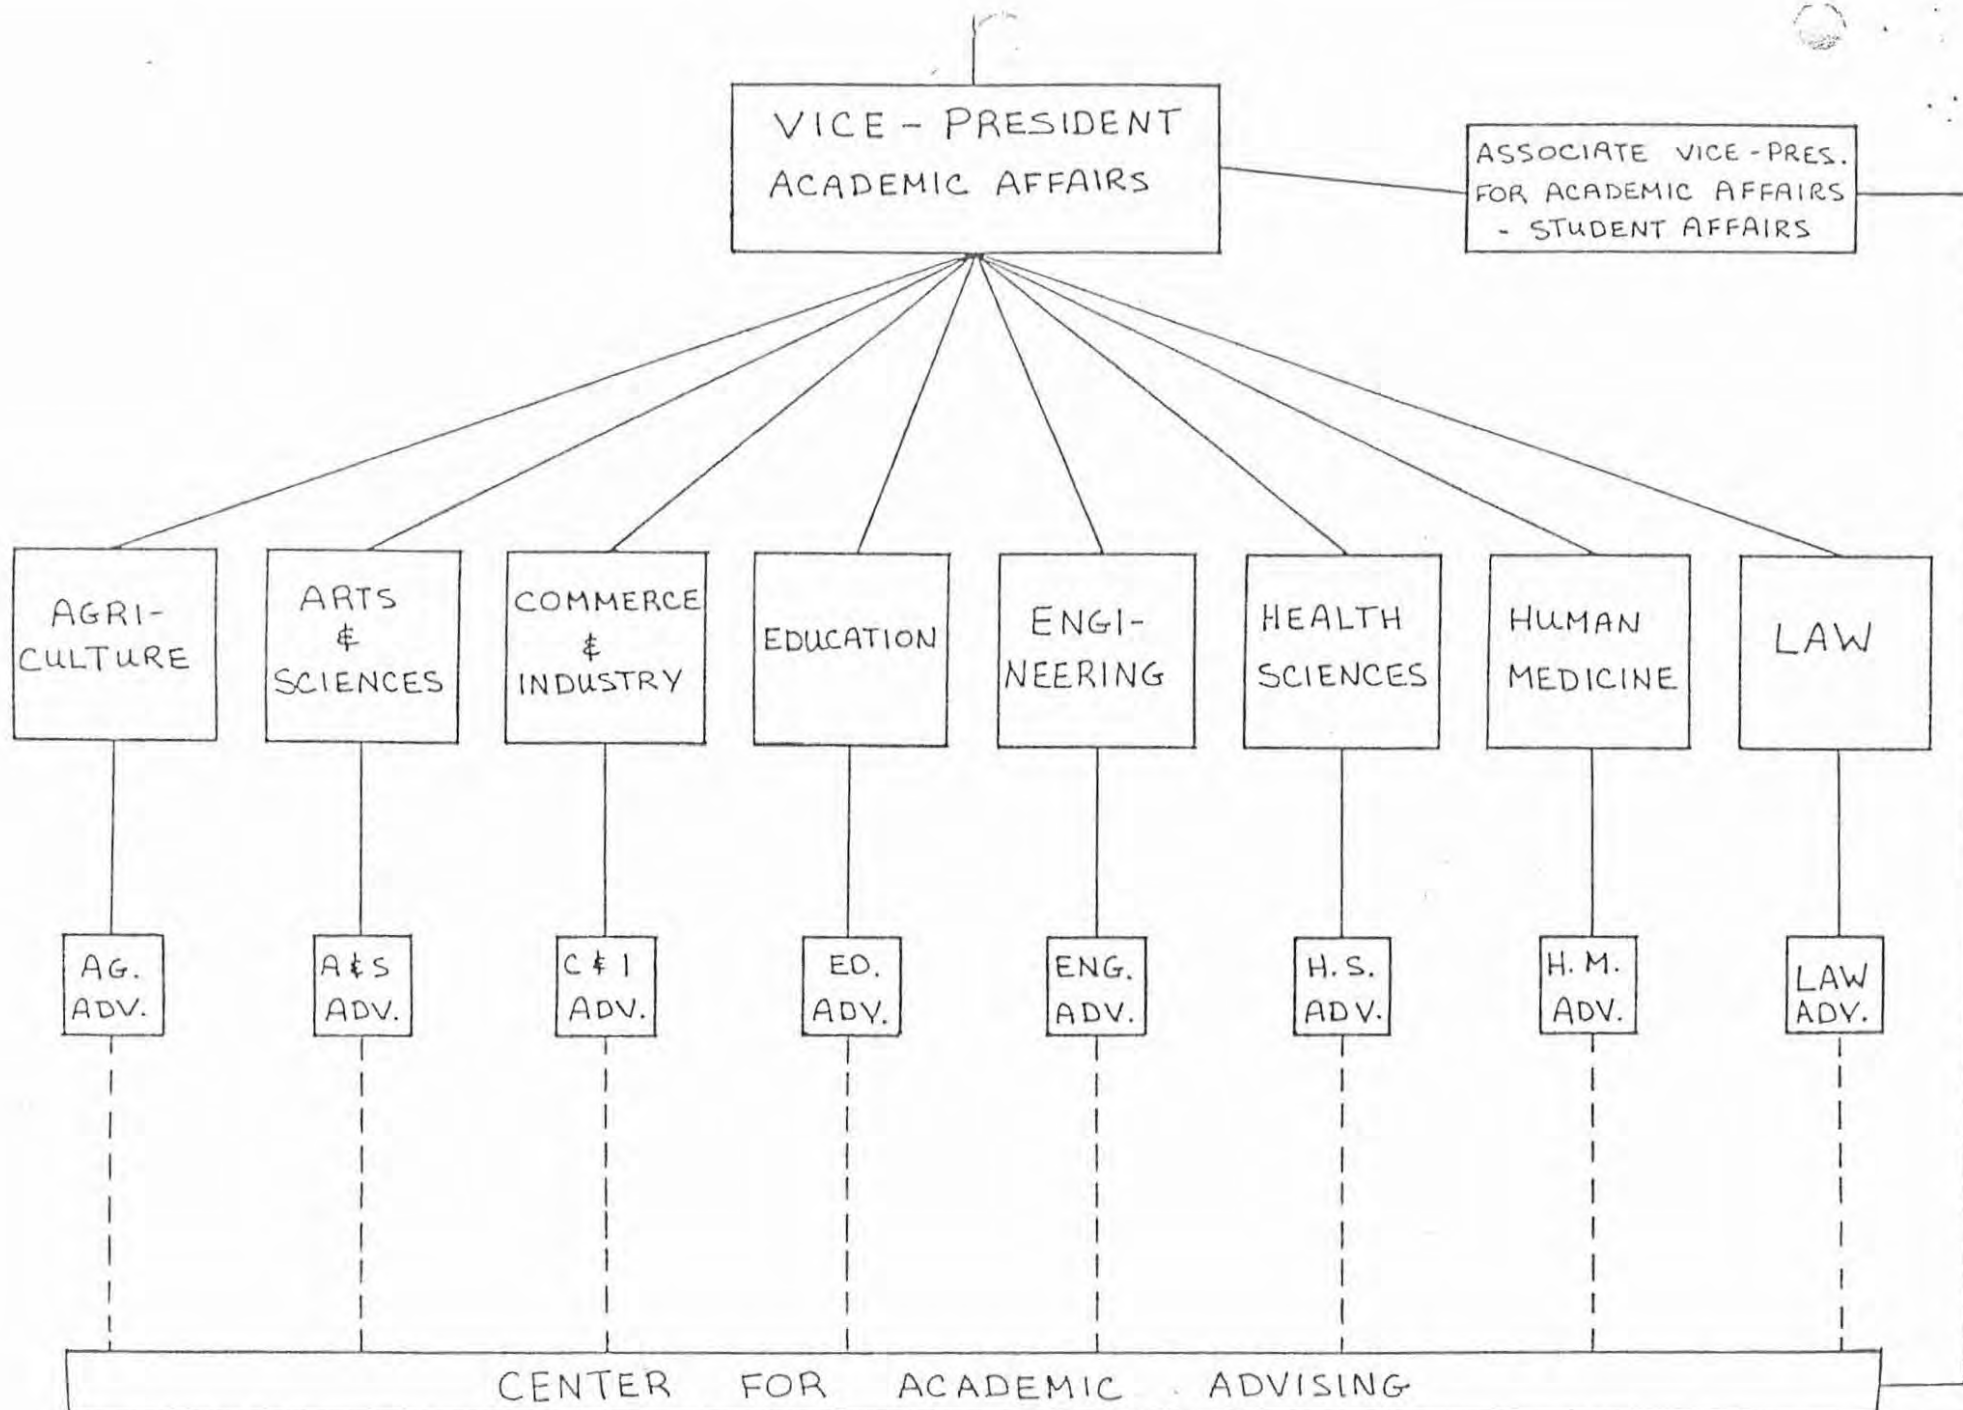 VICE - PRESIDENT
ACADEMIC AFFAIRS
ASSOCIATE VICE-PRES.
FOR ACADEMIC AFFAIRS
- STUDENT AFFAIRS
AGRI-
CULTURE
ARTS
&
SCIENCES
COMMERCE
&
INDUSTRY
EDUCATION
ENGI-
NEERING
HEALTH
SCIENCES
HUMAN
MEDICINE
LAW
AG.
ADV.
A&S
ADV.
C & I
ADV.
ED.
ADV.
ENG.
ADV.
H.S.
ADV.
H.M.
ADV.
LAW
ADV.
CENTER FOR ACADEMIC ADVISING